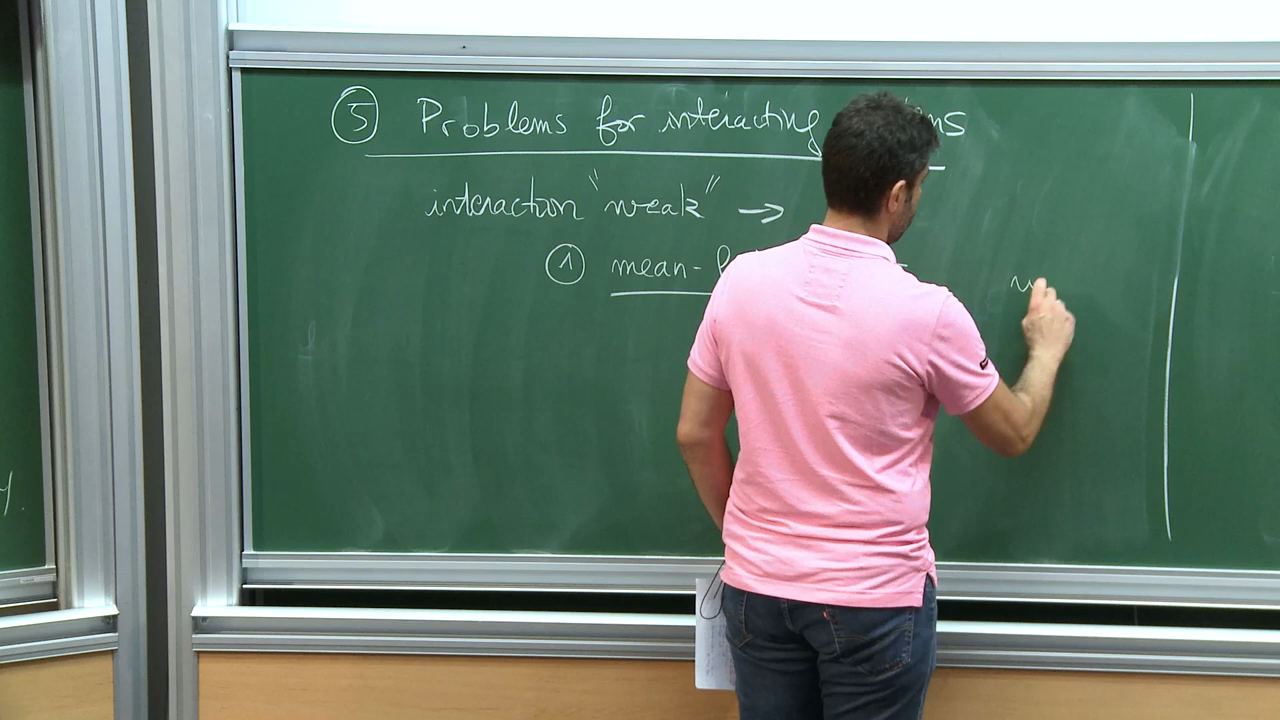 ⑤ Problems for interacting
interaction "weak" →
① mean-
y.